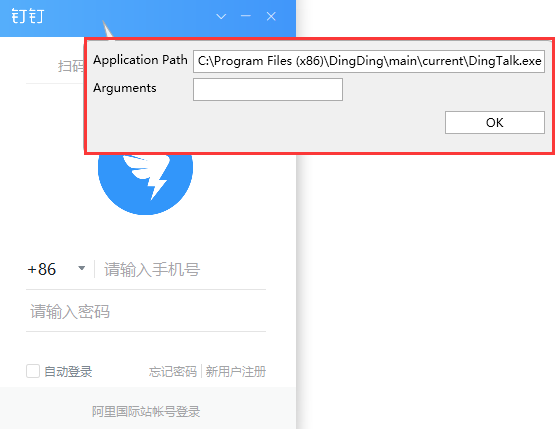 钉钉
Application Path C:\Program Files (x86)\DingDing\main\current\DingTalk.exe
扫码
Arguments
OK
+86 请输入手机号
请输入密码
自动登录 忘记密码 新用户注册
阿里国际站帐号登录